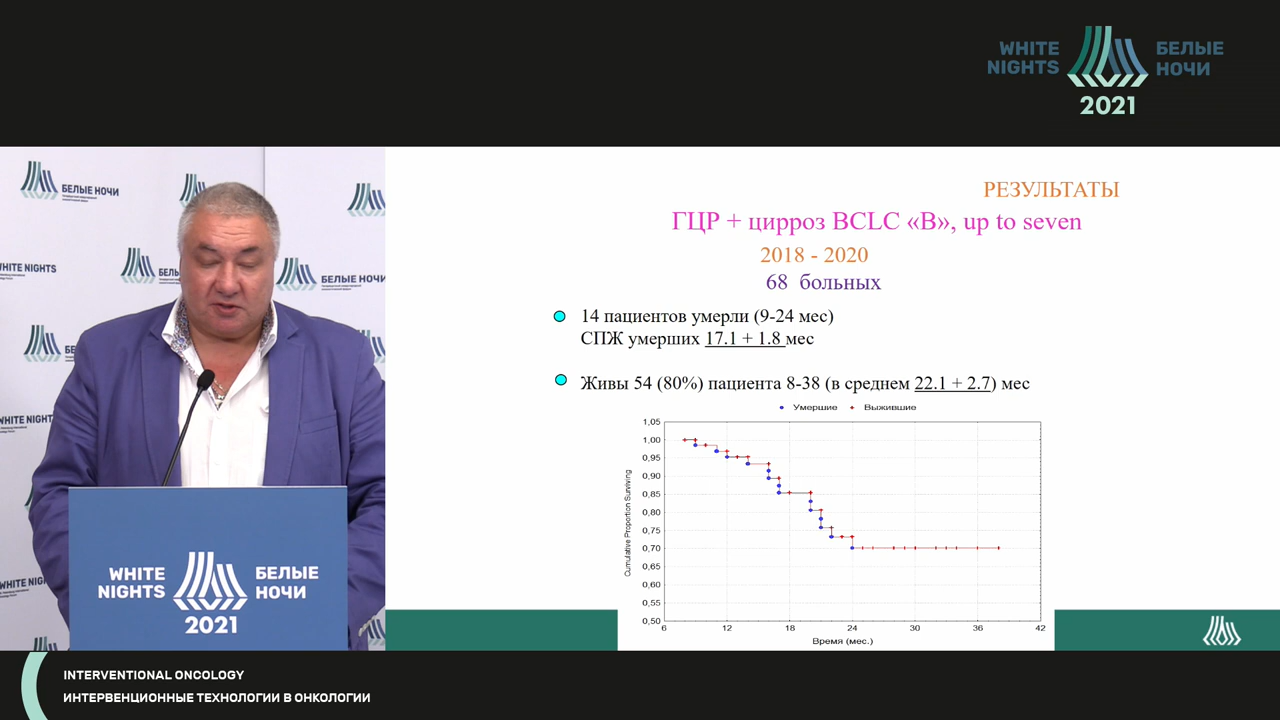 WHITE NIGHTS
БЕЛЫЕ НОЧИ
2021
БЕЛЫЕ НОЧИ
WHITE NIGHTS
БЕЛЫЕ НОЧИ
БЕЛЫЕ НОЧИ
WHITE NIGHTS
БЕЛЫЕ НОЧИ
2021
РЕЗУЛЬТАТЫ
ГЦР + цирроз BCLC «В», up to seven
2018 - 2020
68 больных
14 пациентов умерли (9-24 мес)
СПЖ умерших 17.1 + 1.8 мес
Живы 54 (80%) пациента 8-38 (в среднем 22.1 + 2.7) мес
Умершие Выжившие
Cumulative Proportion Surviving
1,05
1,00
0,95
0,90
0,85
0,80
0,75
0,70
0,65
0,60
0,55
0,50
6 12 18 24 30 36 42
Время (мес.)
INTERVENTIONAL ONCOLOGY
ИНТЕРВЕНЦИОННЫЕ ТЕХНОЛОГИИ В ОНКОЛОГИИ